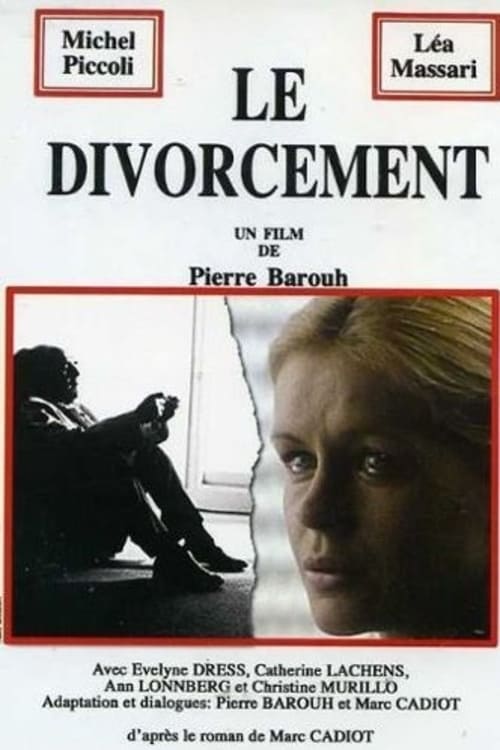 Michel
Piccoli
Léa
Massari
LE
DIVORCEMENT
UN FILM
DE
Pierre Barouh
Avec Evelyne DRESS, Catherine LACHENS,
Ann LONNBERG et Christine MURILLO
Adaptation et dialogues: Pierre BAROUH et Marc CADIOT
d'après le roman de Marc CADIOT